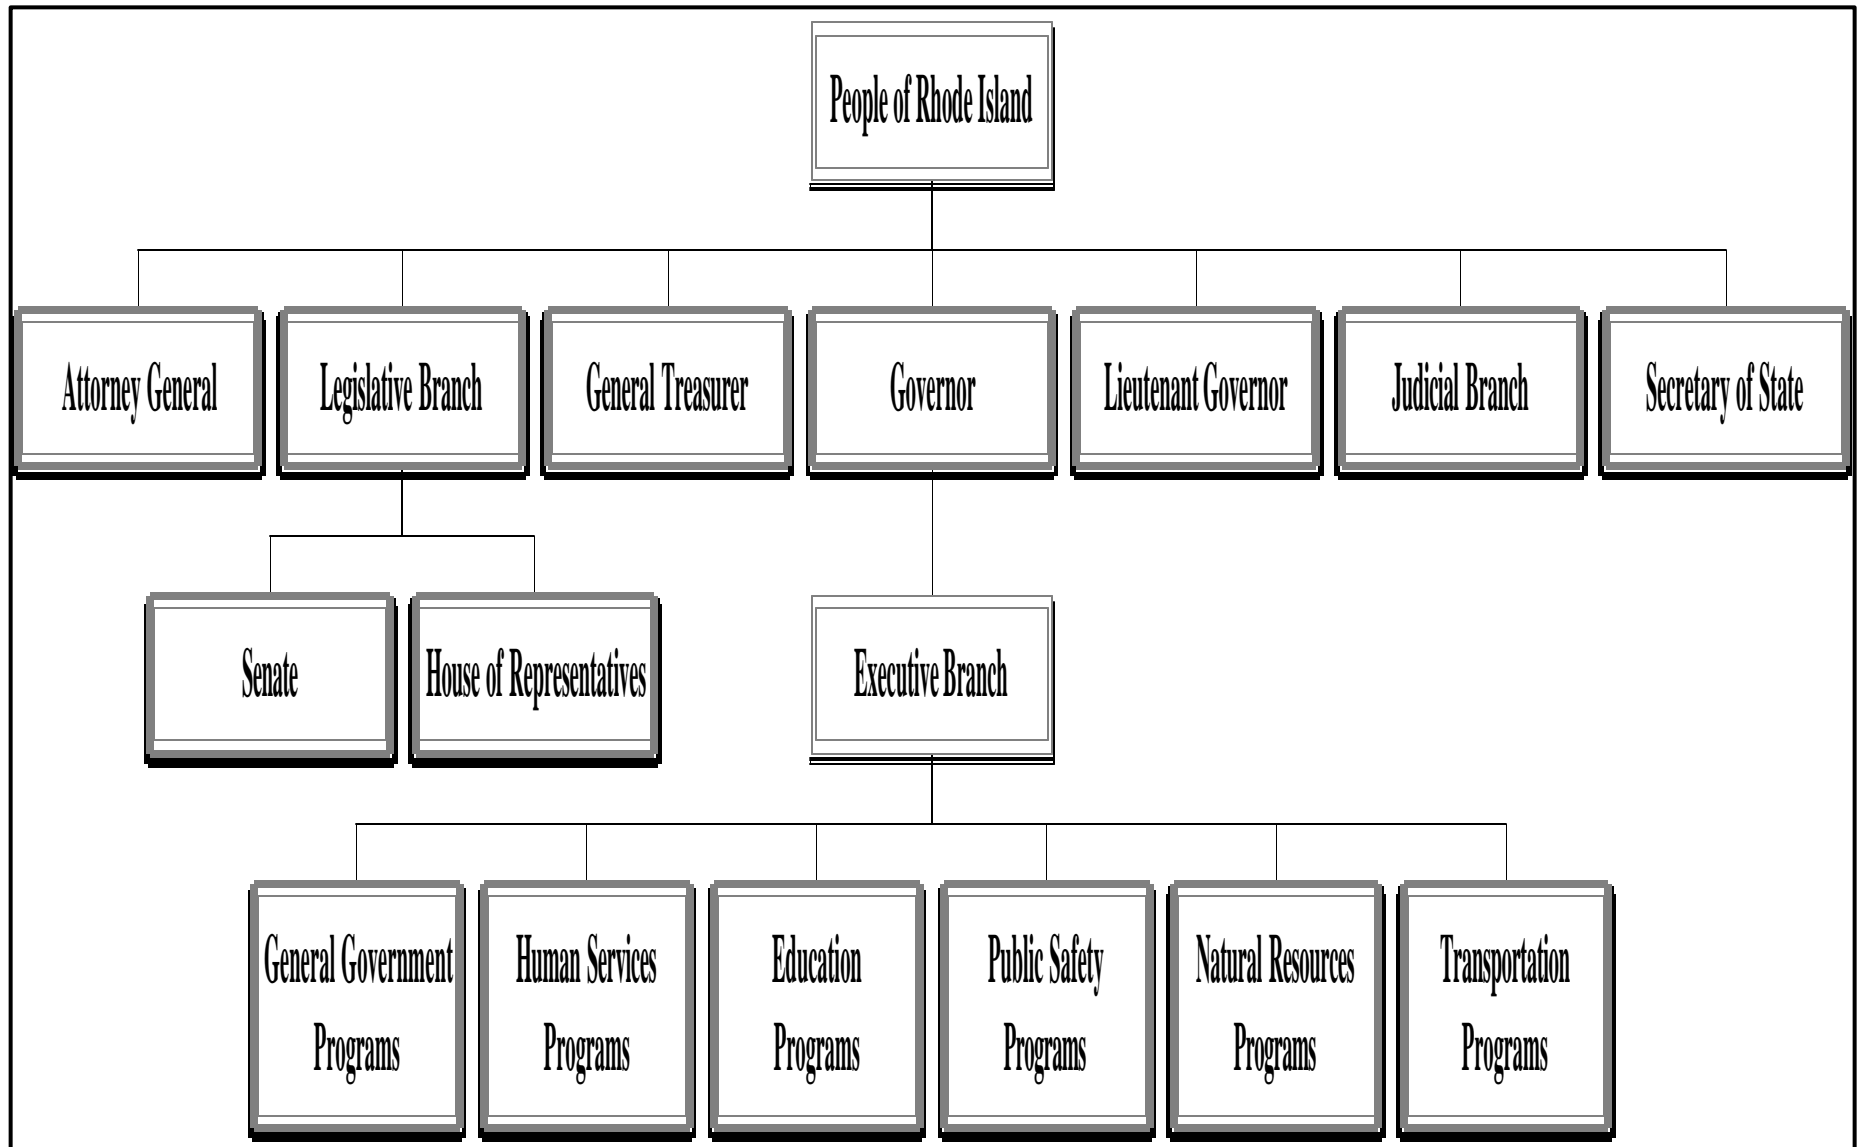 People of Rhode Island
Attorney General
Legislative Branch
General Treasurer
Governor
Lieutenant Governor
Judicial Branch
Secretary of State
Senate
House of Representatives
Executive Branch
General Government
Programs
Human Services
Programs
Education
Programs
Public Safety
Programs
Natural Resources
Programs
Transportation
Programs